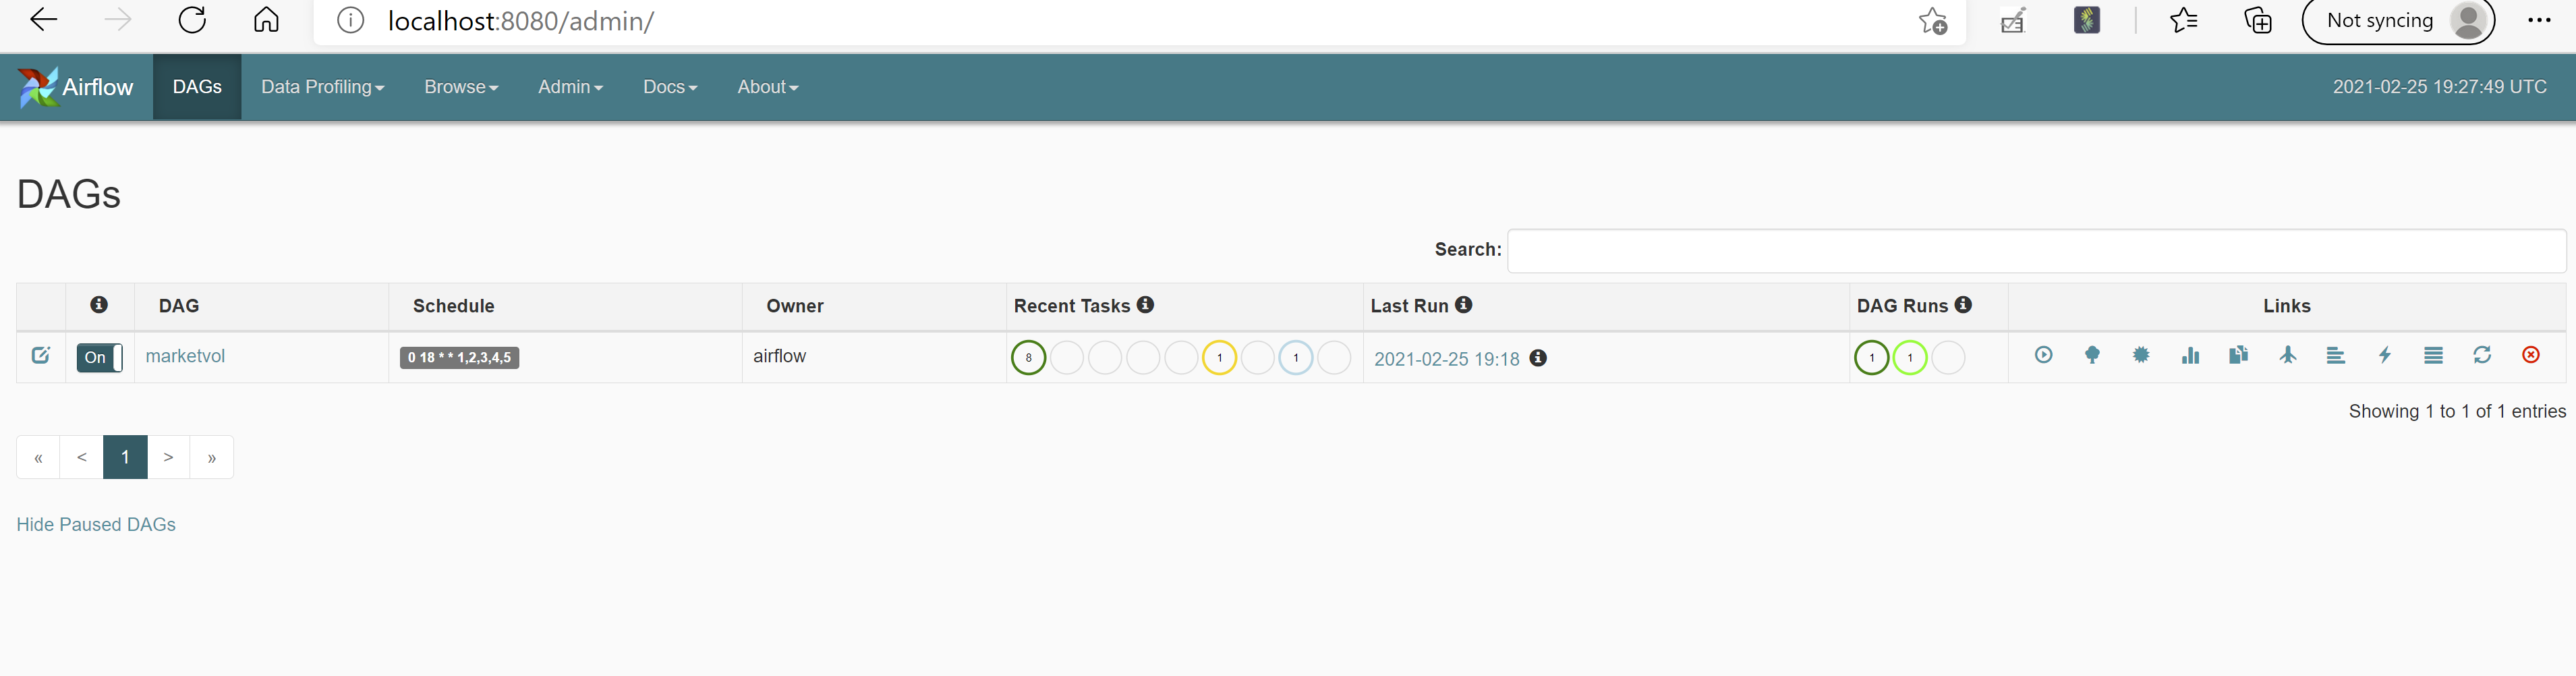 localhost:8080/admin/
Not syncing
Airflow DAGs Data Profiling Browse Admin Docs About 2021-02-25 19:27:49 UTC
DAGs
Search:
DAG Schedule Owner Recent Tasks Last Run DAG Runs Links
On marketvol 0 18 * * 1,2,3,4,5 airflow 8 1 1 2021-02-25 19:18 1 1
Showing 1 to 1 of 1 entries
« < 1 > »
Hide Paused DAGs